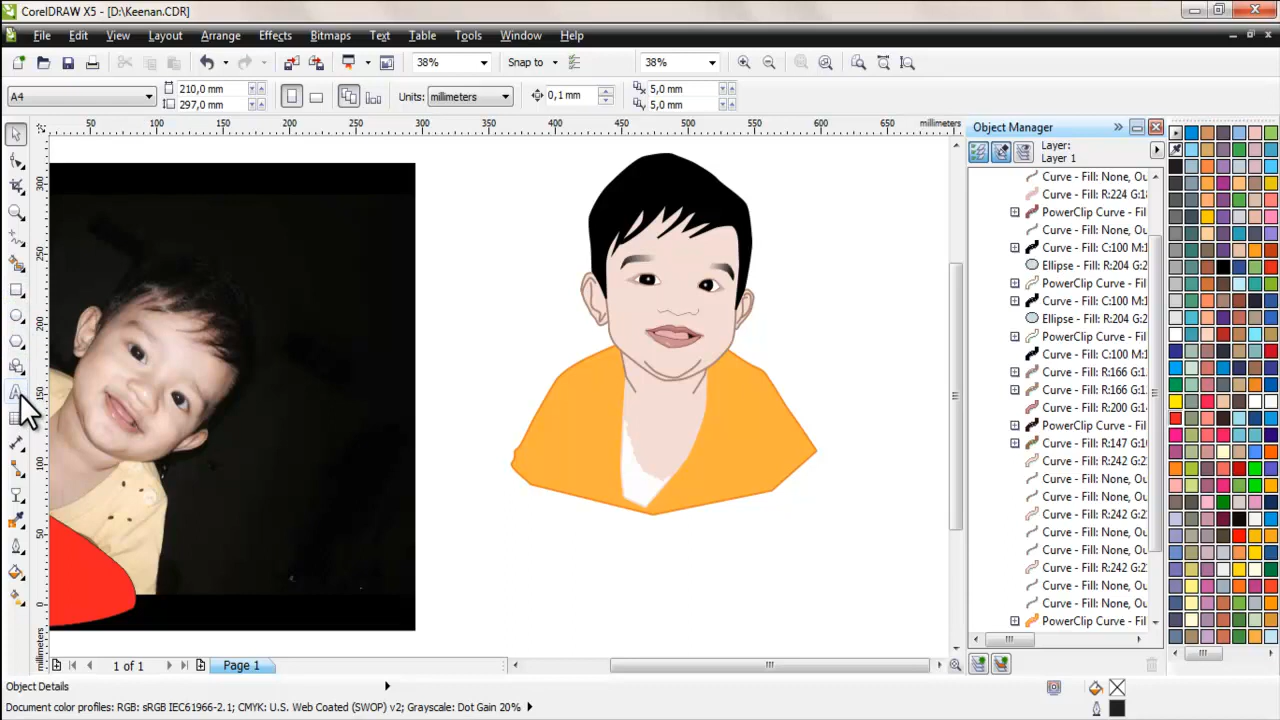 CorelDRAW X5 - [D:\Keenan.CDR]
File Edit View Layout Arrange Effects Bitmaps Text Table Tools Window Help
38% Snap to 38%
A4 210,0 mm 297,0 mm Units: millimeters 0,1 mm 5,0 mm 5,0 mm
50 100 150 200 250 300 350 400 450 500 550 600 650 millimeters
300
250
200
150
100
50
0
millimeters
Object Manager
Layer:
Layer 1
Curve - Fill: None, Ou
Curve - Fill: R:224 G:18
PowerClip Curve - Fil
Curve - Fill: None, Ou
Curve - Fill: C:100 M:1
Ellipse - Fill: R:204 G:2
PowerClip Curve - Fil
Curve - Fill: C:100 M:1
Ellipse - Fill: R:204 G:2
PowerClip Curve - Fil
Curve - Fill: C:100 M:1
Curve - Fill: R:166 G:1
Curve - Fill: R:166 G:1
Curve - Fill: R:200 G:1
PowerClip Curve - Fil
Curve - Fill: R:147 G:1
Curve - Fill: R:242 G:2
Curve - Fill: None, Ou
Curve - Fill: None, Ou
Curve - Fill: R:242 G:2
Curve - Fill: None, Ou
Curve - Fill: None, Ou
Curve - Fill: R:242 G:2
Curve - Fill: None, Ou
Curve - Fill: None, Ou
PowerClip Curve - Fil
1 of 1 Page 1
Object Details
Document color profiles: RGB: sRGB IEC61966-2.1; CMYK: U.S. Web Coated (SWOP) v2; Grayscale: Dot Gain 20%